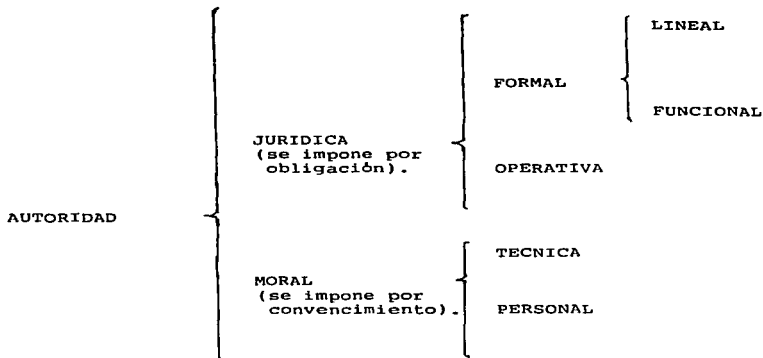 LINEAL
FORMAL
FUNCIONAL
JURIDICA
(se impone por
obligación).
OPERATIVA
AUTORIDAD
TECNICA
MORAL
(se impone por
convencimiento).
PERSONAL